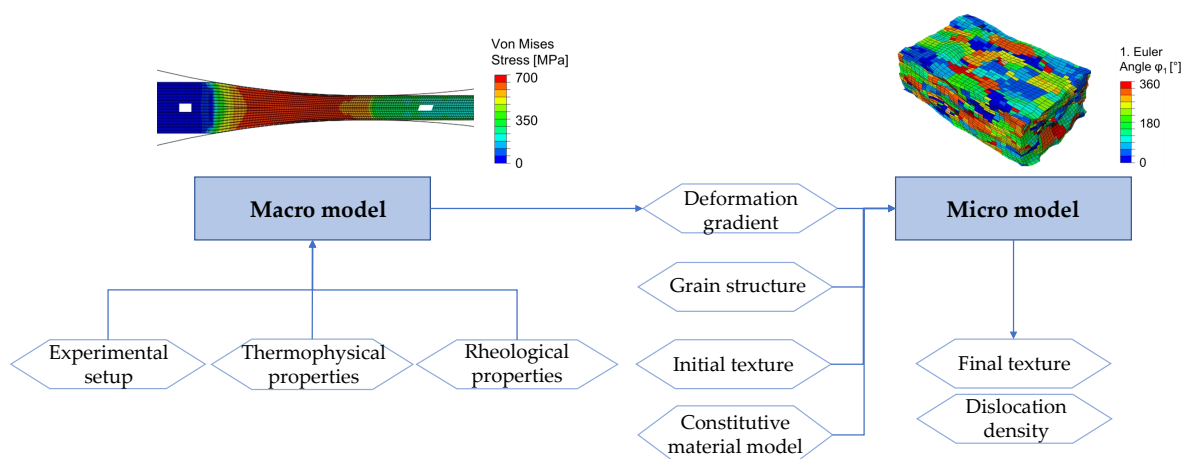 Von Mises
Stress [MPa]
700
350
0
1. Euler
Angle φ₁ [°]
360
180
0
Macro model
Deformation
gradient
Micro model
Grain structure
Experimental
setup
Thermophysical
properties
Rheological
properties
Initial texture
Final texture
Constitutive
material model
Dislocation
density